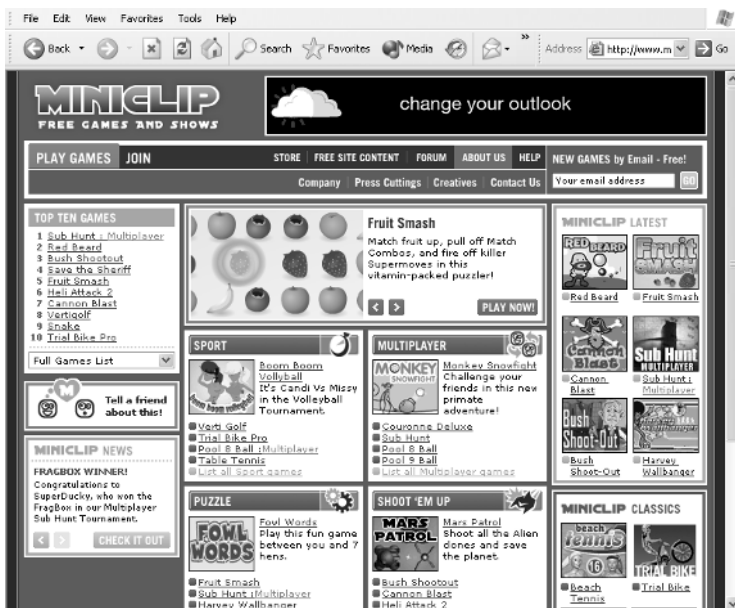 File Edit View Favorites Tools Help
Back Search Favorites Media Address http://www.m Go
MINICLIP
FREE GAMES AND SHOWS
change your outlook
PLAY GAMES JOIN
STORE FREE SITE CONTENT FORUM ABOUT US HELP
Company Press Cuttings Creatives Contact Us
NEW GAMES by Email - Free!
Your email address GO
TOP TEN GAMES
1 Sub Hunt : Multiplayer
2 Red Beard
3 Bush Shootout
4 Save the Sheriff
5 Fruit Smash
6 Heli Attack 2
7 Cannon Blast
8 Vertigolf
9 Snake
10 Trial Bike Pro
Full Games List
Tell a friend
about this!
MINICLIP NEWS
FRAGBOX WINNER!
Congratulations to
SuperDucky, who won the
FragBox in our Multiplayer
Sub Hunt Tournament.
< > CHECK IT OUT
Fruit Smash
Match fruit up, pull off Match
Combos, and fire off killer
Supermoves in this
vitamin-packed puzzler!
< > PLAY NOW!
SPORT
boom boom volleyball
Boom Boom
Vollyball
It's Candi Vs Missy
in the Volleyball
Tournament.
Verti Golf
Trial Bike Pro
Pool 8 Ball :Multiplayer
Table Tennis
List all Sport games
MULTIPLAYER
MONKEY
SNOWFIGHT
Monkey Snowfight
Challenge your
friends in this new
primate
adventure!
Couronne Deluxe
Sub Hunt
Pool 8 Ball
Pool 9 Ball
List all Multiplayer games
PUZZLE
FOWL
WORDS
Fowl Words
Play this fun game
between you and 7
hens.
Fruit Smash
Sub Hunt :Multiplayer
Harvey Wallbanger
SHOOT 'EM UP
MARS
PATROL
Mars Patrol
Shoot all the Alien
clones and save
the planet.
Bush Shootout
Cannon Blast
Heli Attack 2
MINICLIP LATEST
RED BEARD
Red Beard
Fruit
smash
Fruit Smash
Cannon
Blast
Cannon
Blast
Sub Hunt
MULTIPLAYER
Sub Hunt :
Multiplayer
Bush
Shoot-Out
Bush
Shoot-Out
Harvey
Wallbanger
MINICLIP CLASSICS
beach
tennis
16
Beach
Tennis
TRIAL BIKE
Trial Bike